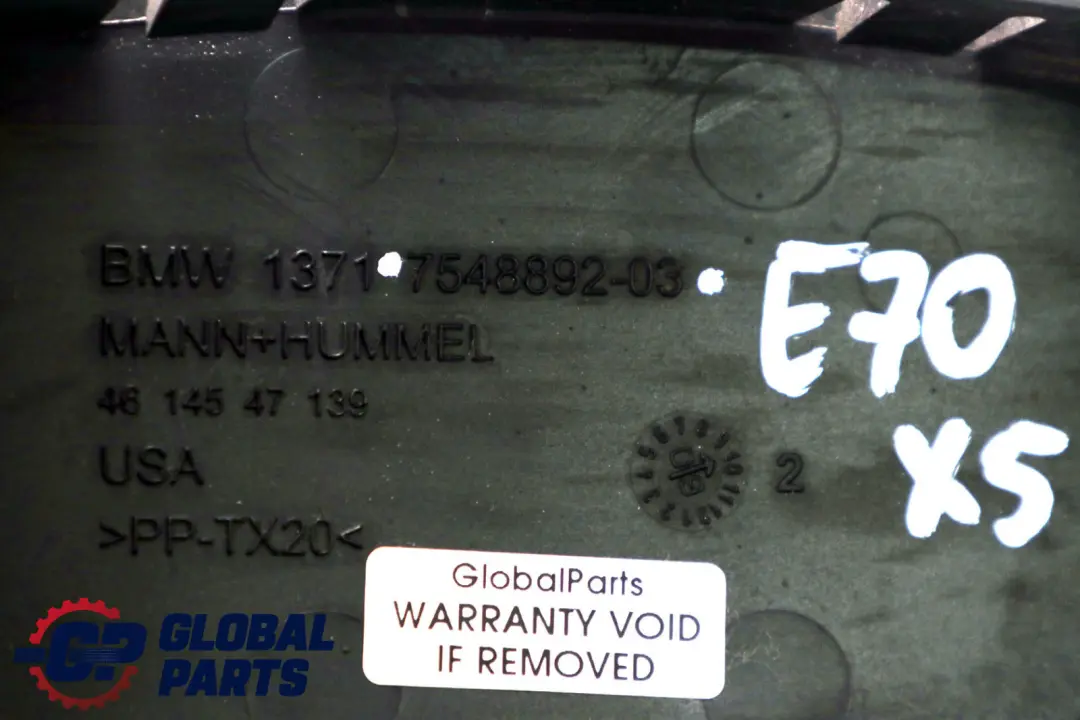 BMW 1371 7548892-03
MANN+HUMMEL
46 145 47 139
USA
>PP-TX20<
2
E70
X5
GlobalParts
WARRANTY VOID
IF REMOVED
GP GLOBAL
PARTS